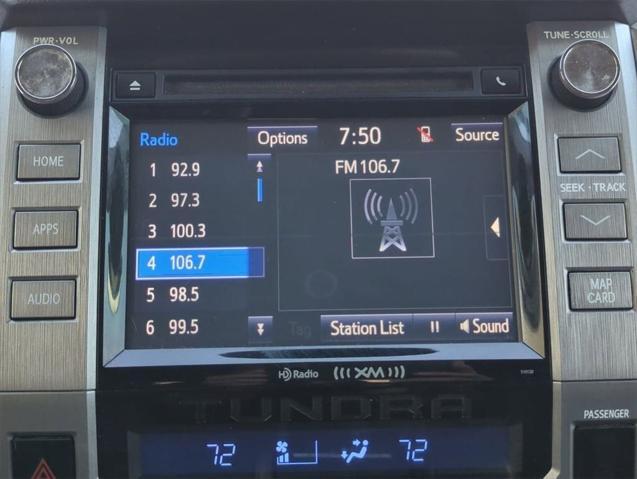 PWR·VOL
TUNE·SCROLL
Radio
Options
7:50
Source
HOME
1 92.9
FM 106.7
2 97.3
SEEK·TRACK
APPS
3 100.3
4 106.7
AUDIO
5 98.5
MAP
CARD
6 99.5
Tag
Station List
Sound
HD Radio
XM
TUNDRA
PASSENGER
72
72